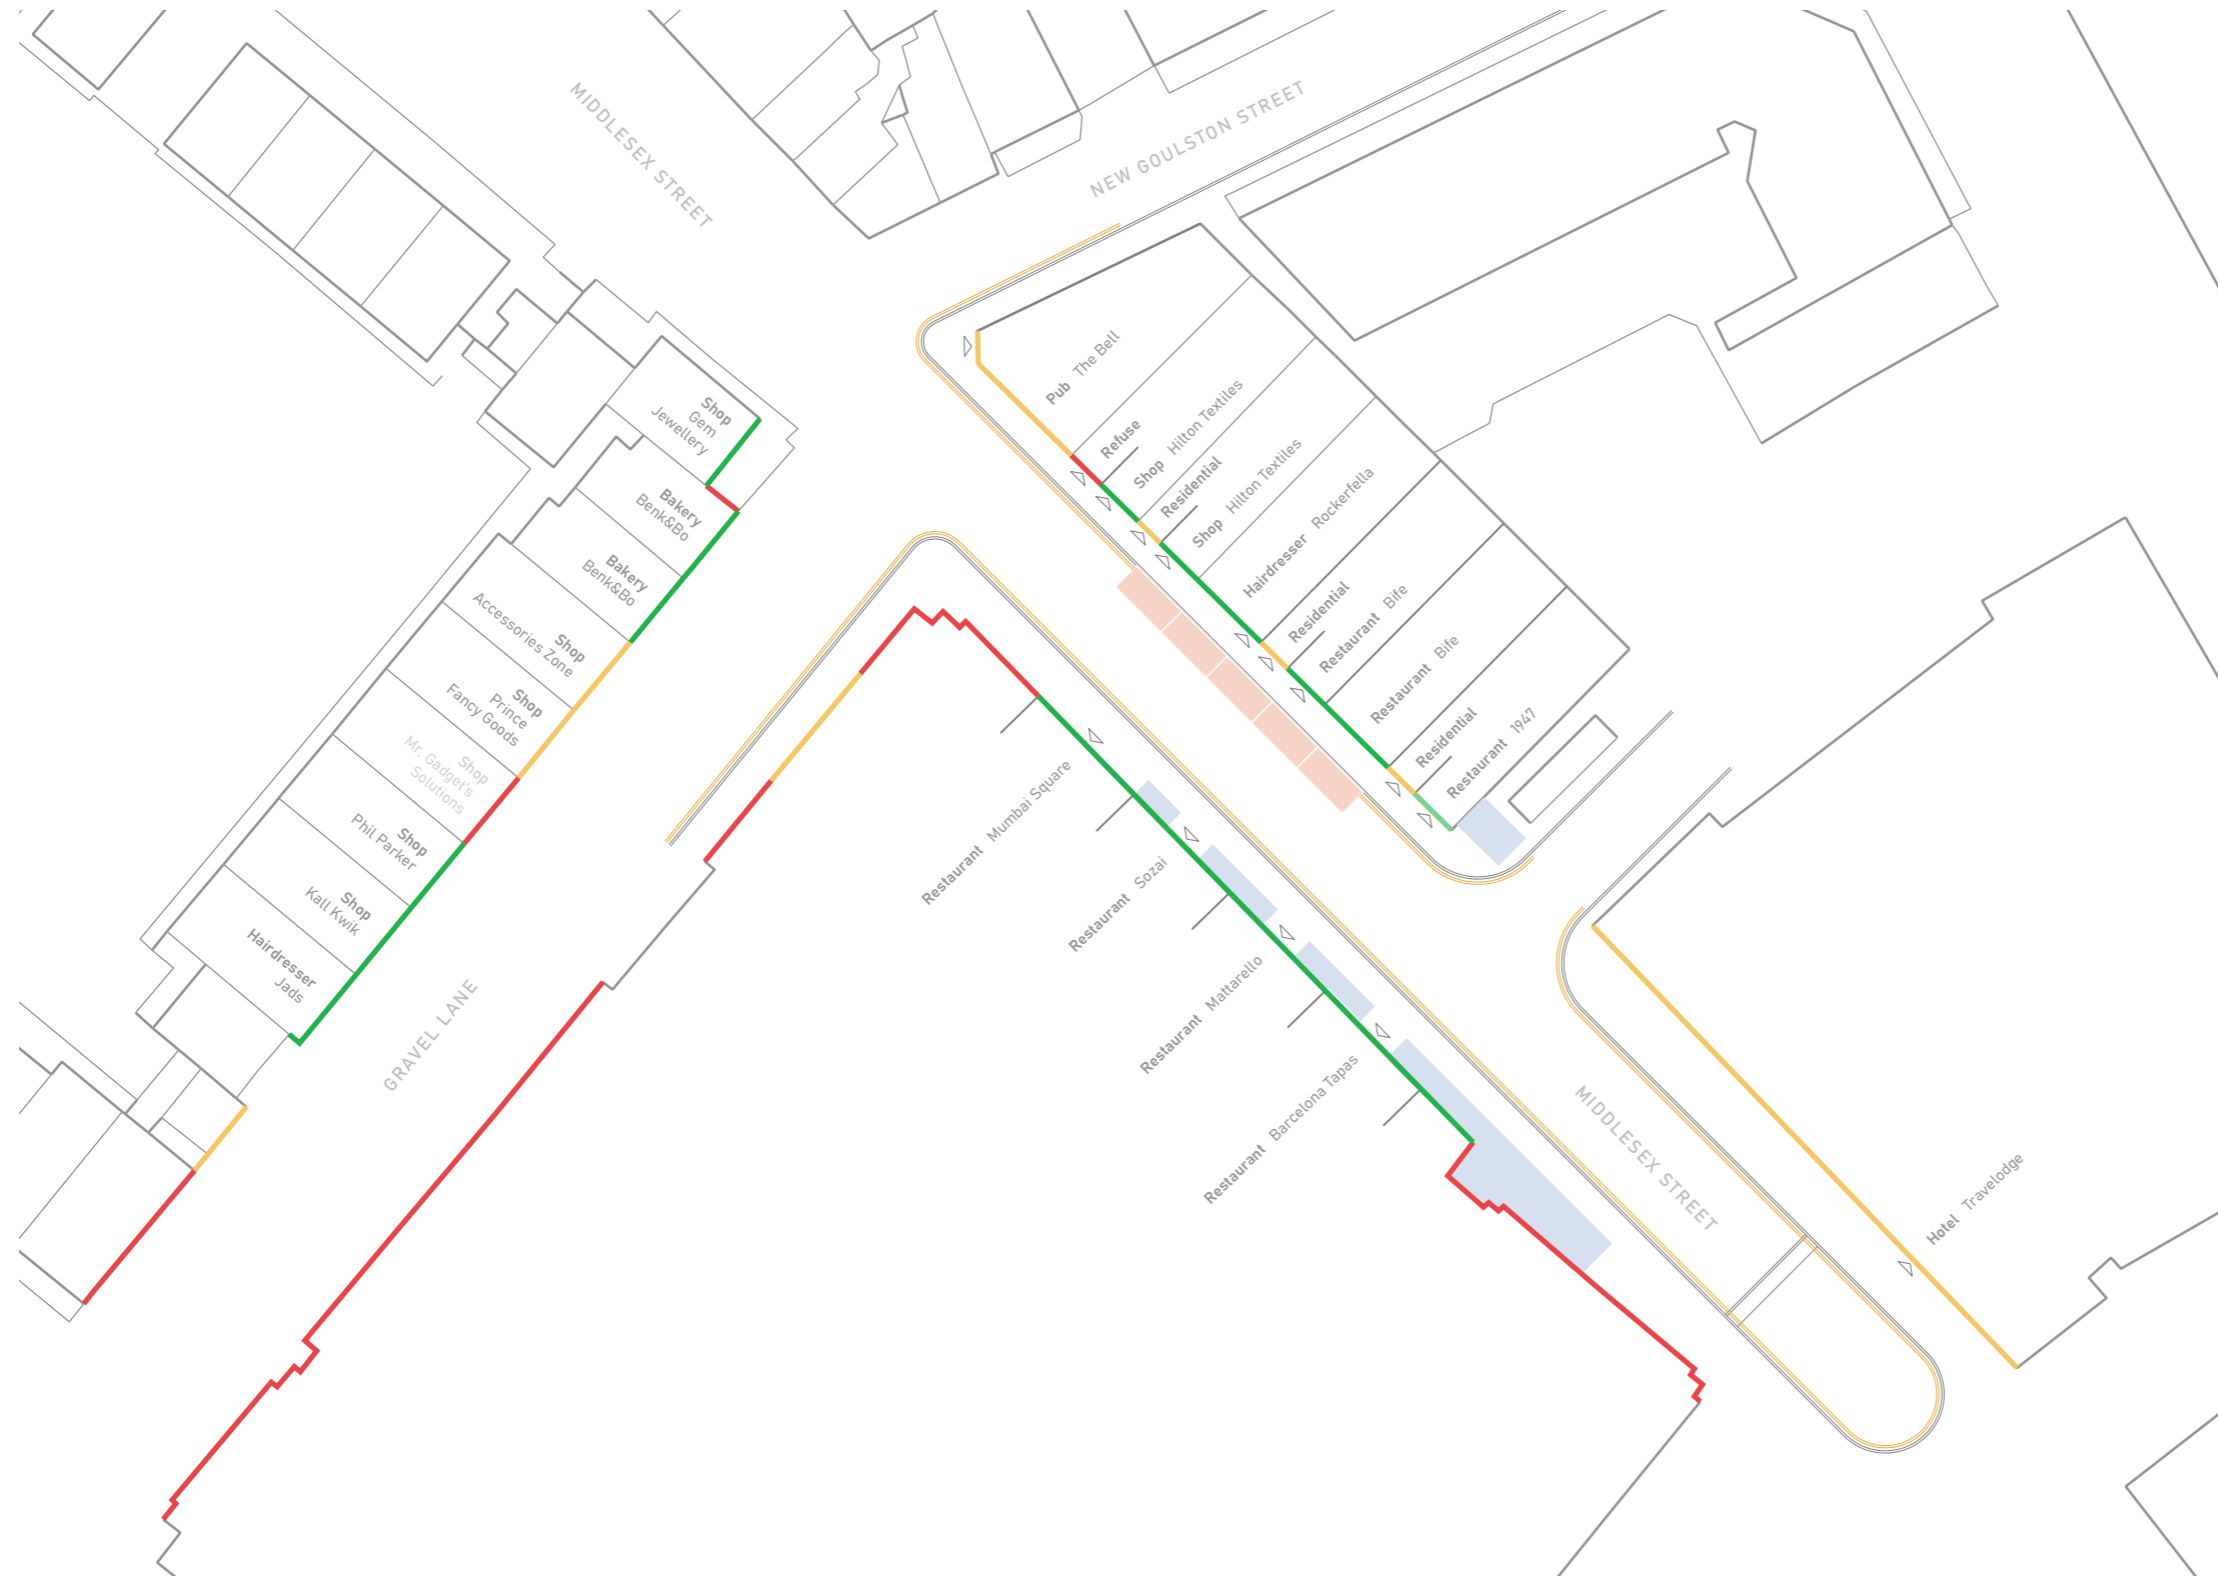 MIDDLESEX STREET
NEW GOULSTON STREET
Pub The Bell
Refuse
Shop Hilton Textiles
Residential
Shop Hilton Textiles
Hairdresser Rockerfella
Residential
Restaurant Bife
Restaurant Bife
Residential
Restaurant 1947
Shop
Gem
Jewellery
Bakery
Benk&Bo
Bakery
Benk&Bo
Shop
Accessories Zone
Shop
Prince
Fancy Goods
Shop
Mr. Gadget's
Solutions
Shop
Phil Parker
Shop
Kall Kwik
Hairdresser
Jads
GRAVEL LANE
Restaurant Mumbai Square
Restaurant Sozai
Restaurant Mattarello
Restaurant Barcelona Tapas
MIDDLESEX STREET
Hotel Travelodge